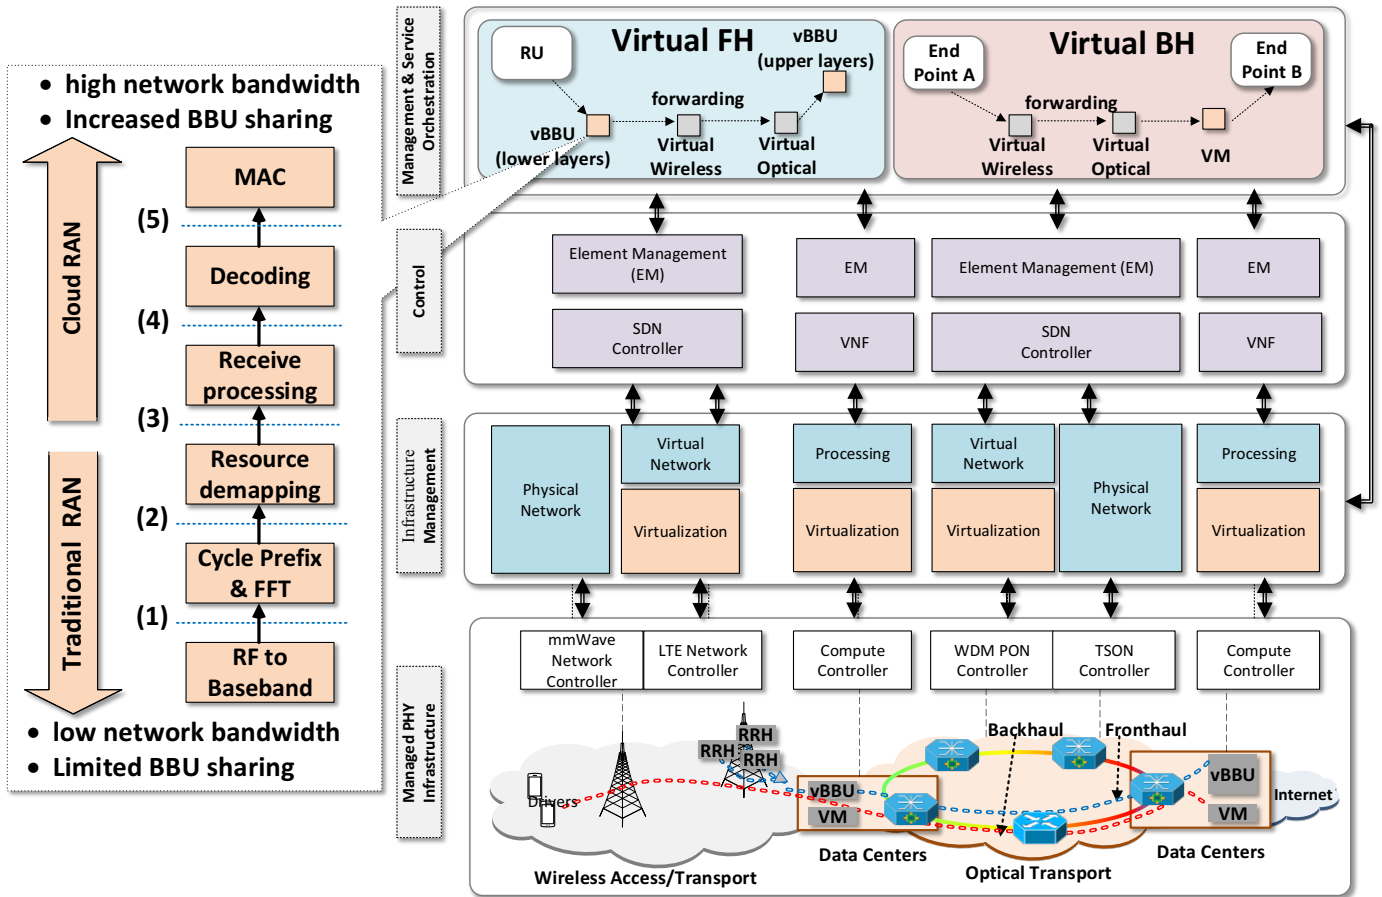 • high network bandwidth
• Increased BBU sharing
Cloud RAN
Traditional RAN
MAC
(5)
Decoding
(4)
Receive
processing
(3)
Resource
demapping
(2)
Cycle Prefix
& FFT
(1)
RF to
Baseband
• low network bandwidth
• Limited BBU sharing
Management & Service
Orchestration
Virtual FH
RU
vBBU
(upper layers)
forwarding
vBBU
(lower layers)
Virtual
Wireless
Virtual
Optical
Virtual BH
End
Point A
End
Point B
forwarding
Virtual
Wireless
Virtual
Optical
VM
Control
Element Management
(EM)
EM
Element Management (EM)
EM
SDN
Controller
VNF
SDN
Controller
VNF
Infrastructure
Management
Physical
Network
Virtual
Network
Virtualization
Processing
Virtualization
Virtual
Network
Virtualization
Physical
Network
Processing
Virtualization
Managed PHY
Infrastructure
mmWave
Network
Controller
LTE Network
Controller
Compute
Controller
WDM PON
Controller
TSON
Controller
Compute
Controller
Backhaul
Fronthaul
RRH
RRH
RRH
Drivers
vBBU
VM
vBBU
VM
Internet
Data Centers
Data Centers
Wireless Access/Transport
Optical Transport